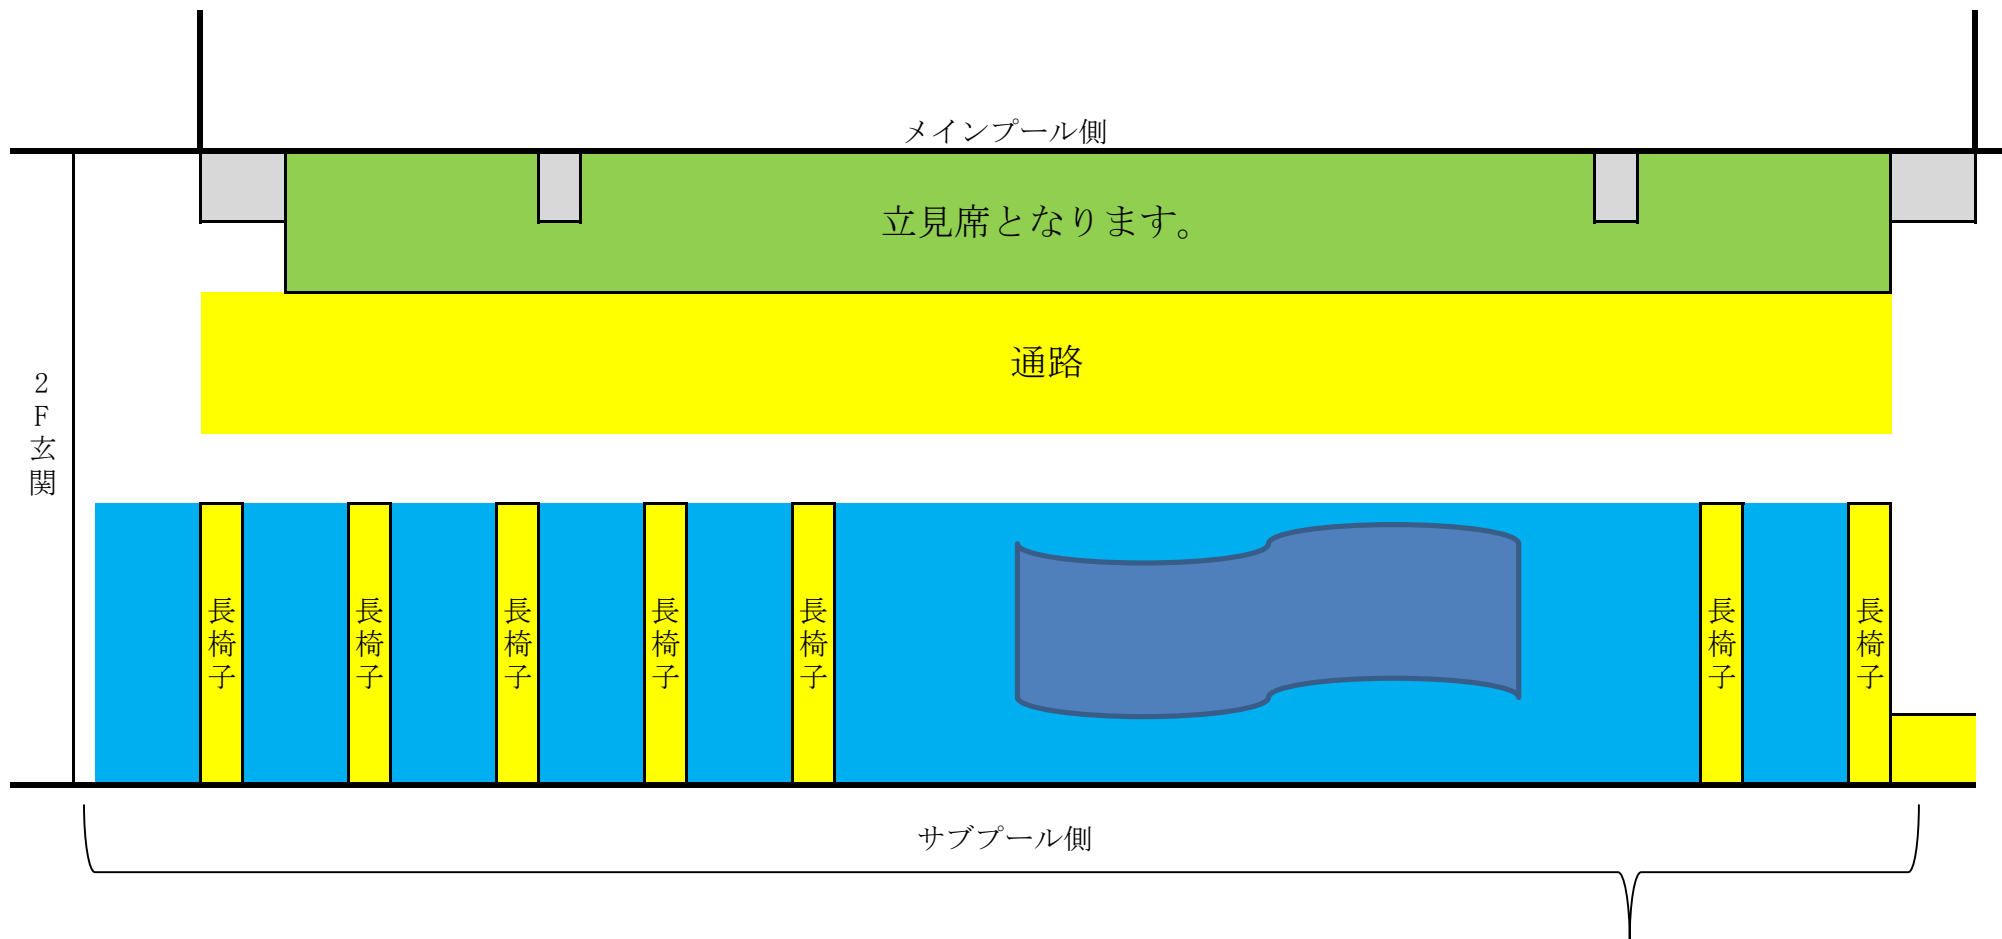 メインプール側
立見席となります。
通路
２Ｆ玄関
長椅子
長椅子
長椅子
長椅子
長椅子
長椅子
長椅子
サブプール側